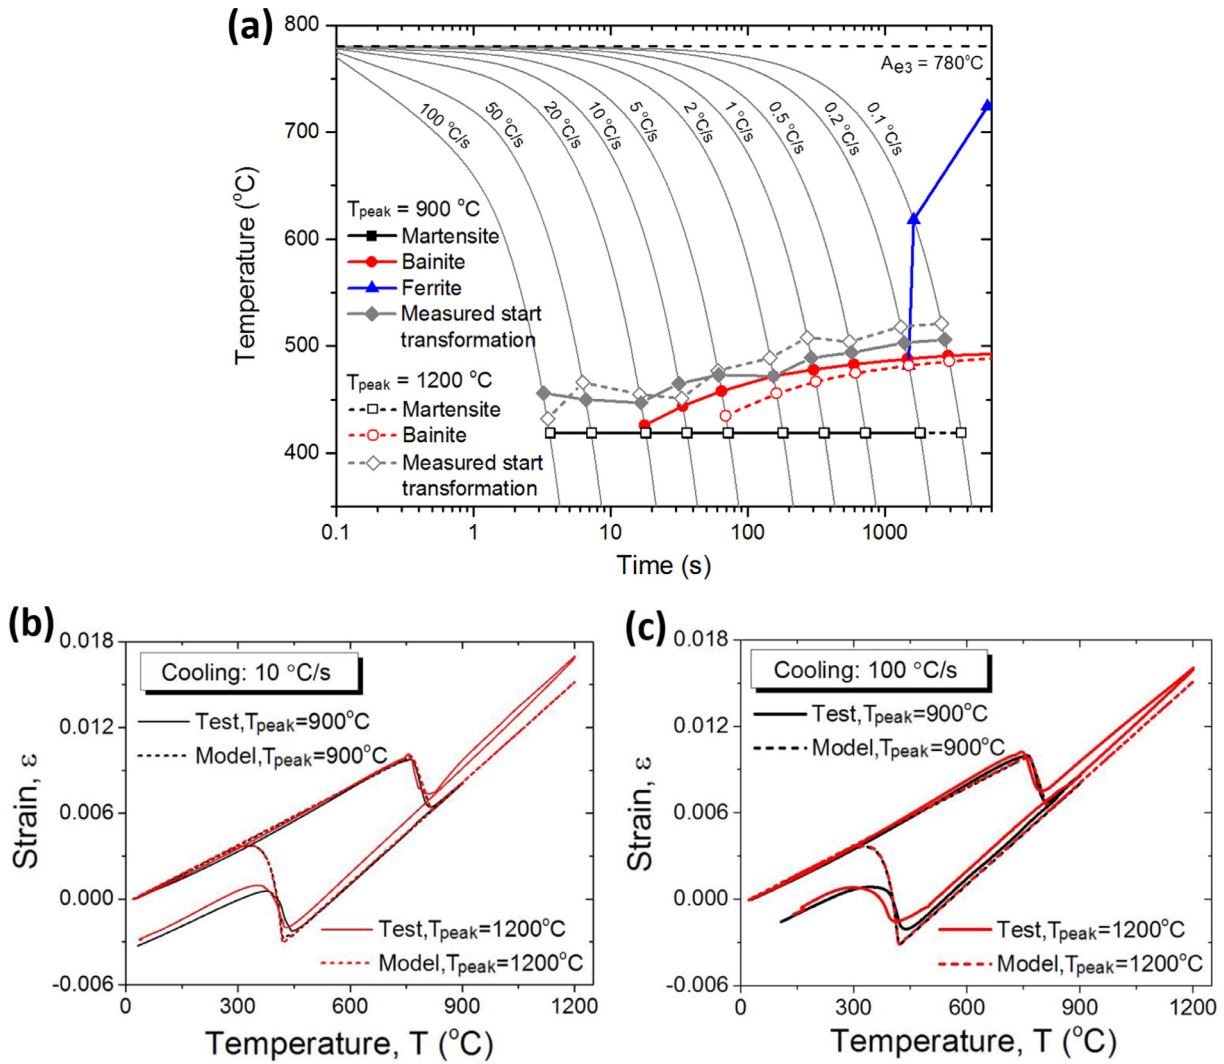 (a)
800
700
600
500
400
Temperature (°C)
Ae3 = 780°C
100 °C/s
50 °C/s
20 °C/s
10 °C/s
5 °C/s
2 °C/s
1 °C/s
0.5 °C/s
0.2 °C/s
0.1 °C/s
Tpeak = 900 °C
Martensite
Bainite
Ferrite
Measured start
transformation
Tpeak = 1200 °C
Martensite
Bainite
Measured start
transformation
0.1 1 10 100 1000
Time (s)
(b)
0.018
0.012
0.006
0.000
-0.006
Strain, ε
Cooling: 10 °C/s
Test,Tpeak=900°C
Model,Tpeak=900°C
Test,Tpeak=1200°C
Model,Tpeak=1200°C
0 300 600 900 1200
Temperature, T (°C)
(c)
0.018
0.012
0.006
0.000
-0.006
Strain, ε
Cooling: 100 °C/s
Test,Tpeak=900°C
Model,Tpeak=900°C
Test,Tpeak=1200°C
Model,Tpeak=1200°C
0 300 600 900 1200
Temperature, T (°C)